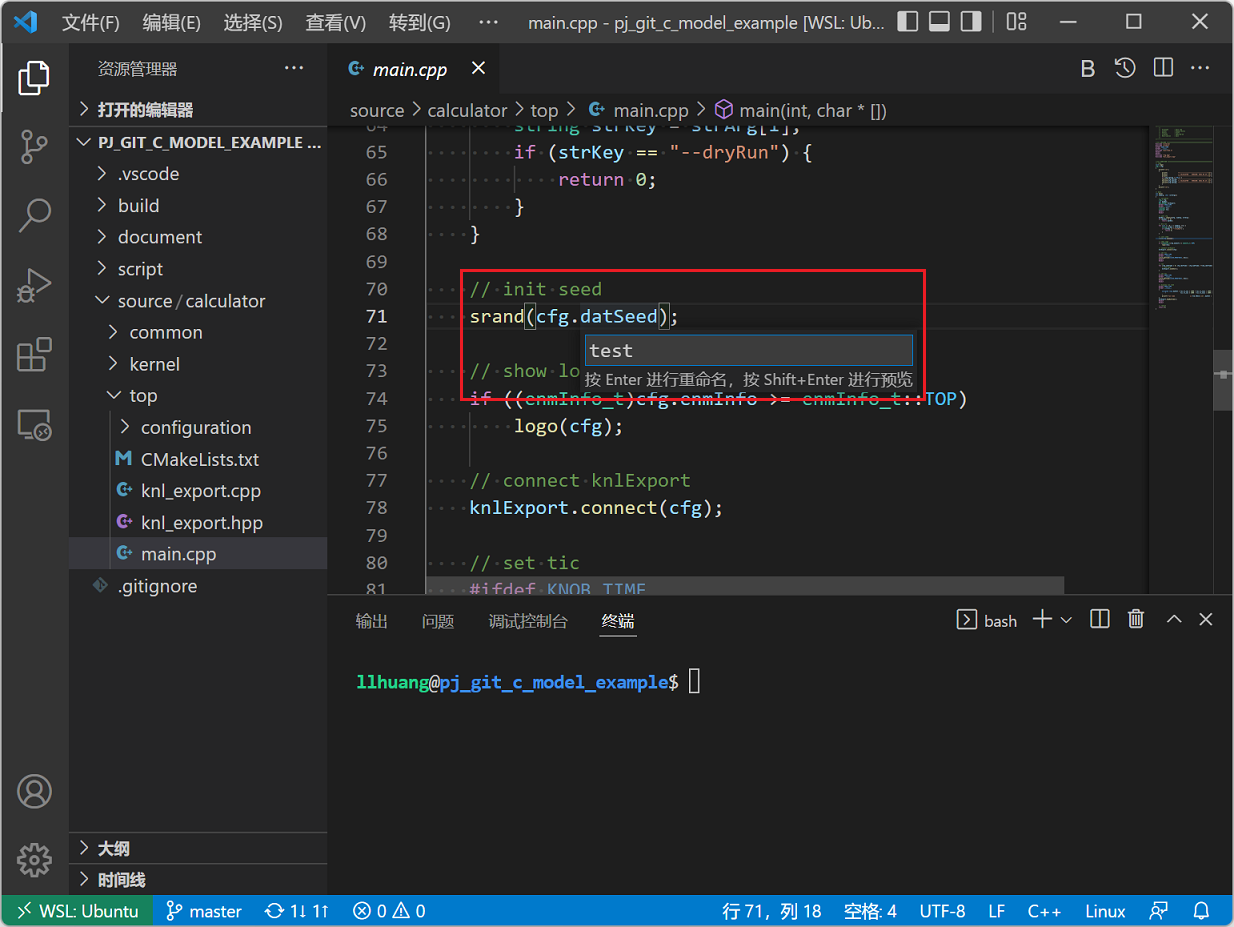 文件(F) 编辑(E) 选择(S) 查看(V) 转到(G) ··· main.cpp - pj_git_c_model_example [WSL: Ub...
资源管理器 ···
打开的编辑器
PJ_GIT_C_MODEL_EXAMPLE ...
.vscode
build
document
script
source / calculator
common
kernel
top
configuration
CMakeLists.txt
knl_export.cpp
knl_export.hpp
main.cpp
.gitignore
大纲
时间线
main.cpp
B
source > calculator > top > main.cpp > main(int, char * [])
64 string strKey = strArg[i];
65 if (strKey == "--dryRun") {
66 return 0;
67 }
68 }
69
70 // init seed
71 srand(cfg.datSeed);
72
test
按 Enter 进行重命名，按 Shift+Enter 进行预览
73 // show lo
74 if ((enmInfo_t)cfg.enmInfo >= enmInfo_t::TOP)
75 logo(cfg);
76
77 // connect knlExport
78 knlExport.connect(cfg);
79
80 // set tic
81 #ifdef KNOB_TIME
输出 问题 调试控制台 终端 bash
llhuang@pj_git_c_model_example$
WSL: Ubuntu master 1↓ 1↑ 0 0 行 71，列 18 空格: 4 UTF-8 LF C++ Linux